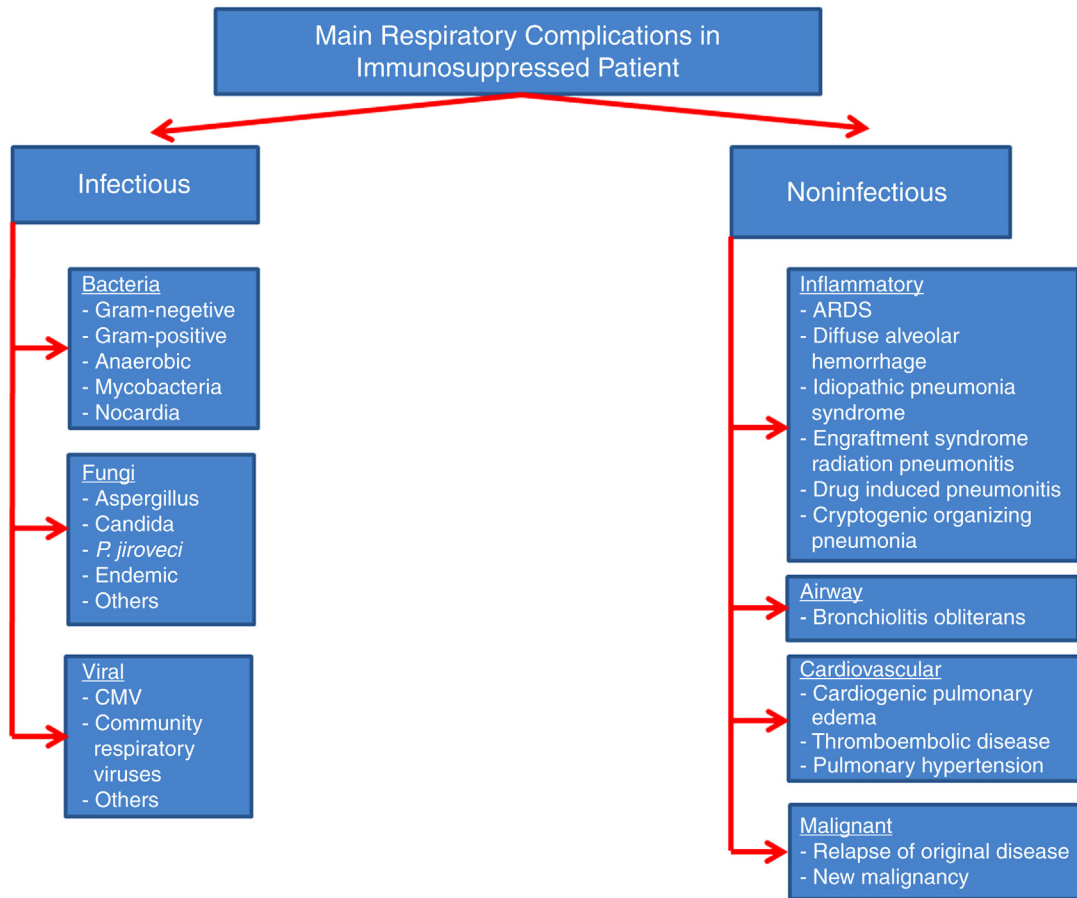 Main Respiratory Complications in
Immunosuppressed Patient
Infectious
Bacteria
- Gram-negetive
- Gram-positive
- Anaerobic
- Mycobacteria
- Nocardia
Fungi
- Aspergillus
- Candida
- P. jiroveci
- Endemic
- Others
Viral
- CMV
- Community
respiratory
viruses
- Others
Noninfectious
Inflammatory
- ARDS
- Diffuse alveolar
hemorrhage
- Idiopathic pneumonia
syndrome
- Engraftment syndrome
radiation pneumonitis
- Drug induced pneumonitis
- Cryptogenic organizing
pneumonia
Airway
- Bronchiolitis obliterans
Cardiovascular
- Cardiogenic pulmonary
edema
- Thromboembolic disease
- Pulmonary hypertension
Malignant
- Relapse of original disease
- New malignancy